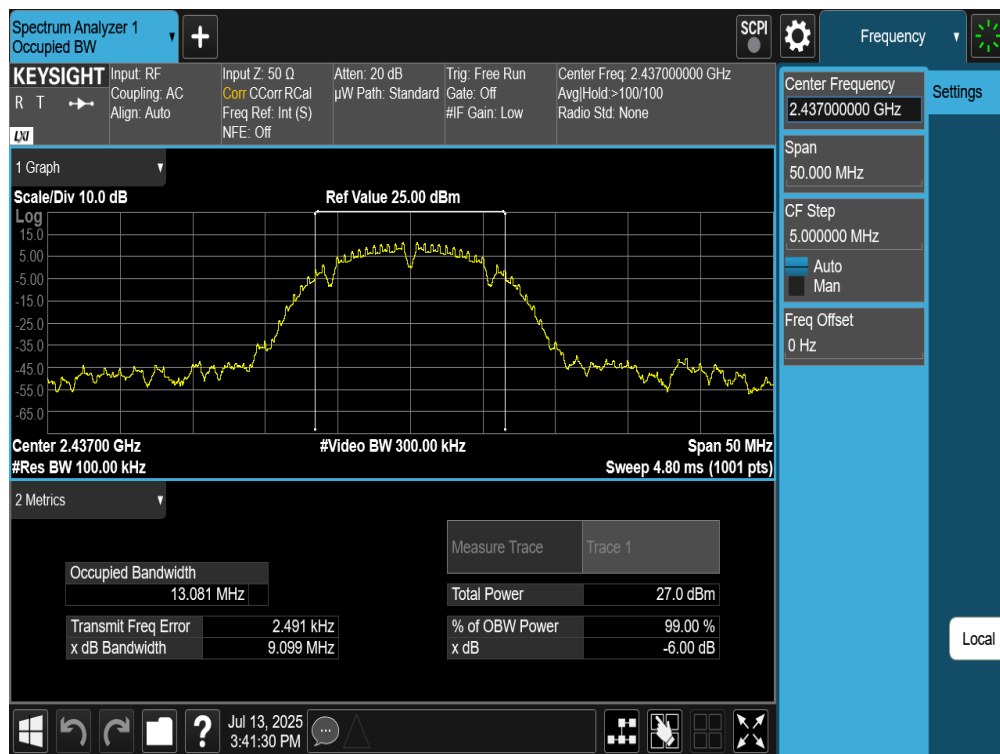 Spectrum Analyzer 1
Occupied BW
+
SCPI
Frequency
KEYSIGHT
R T
LXI
Input: RF
Coupling: AC
Align: Auto
Input Z: 50 Ω
Corr CCorr RCal
Freq Ref: Int (S)
NFE: Off
Atten: 20 dB
µW Path: Standard
Trig: Free Run
Gate: Off
#IF Gain: Low
Center Freq: 2.437000000 GHz
Avg|Hold:>100/100
Radio Std: None
Center Frequency
2.437000000 GHz
Settings
Span
50.000 MHz
CF Step
5.000000 MHz
Auto
Man
Freq Offset
0 Hz
Local
1 Graph
Scale/Div 10.0 dB
Ref Value 25.00 dBm
Log
15.0
5.00
-5.00
-15.0
-25.0
-35.0
-45.0
-55.0
-65.0
Center 2.43700 GHz
#Video BW 300.00 kHz
Span 50 MHz
#Res BW 100.00 kHz
Sweep 4.80 ms (1001 pts)
2 Metrics
Measure Trace
Trace 1
Occupied Bandwidth
13.081 MHz
Total Power
27.0 dBm
Transmit Freq Error
2.491 kHz
% of OBW Power
99.00 %
x dB Bandwidth
9.099 MHz
x dB
-6.00 dB
?
Jul 13, 2025
3:41:30 PM